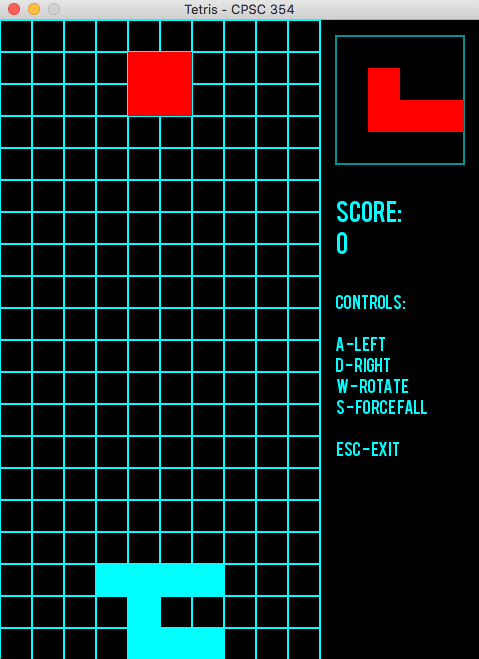 Tetris - CPSC 354
SCORE:
0
CONTROLS:
A-LEFT
D-RIGHT
W-ROTATE
S-FORCEFALL
ESC-EXIT